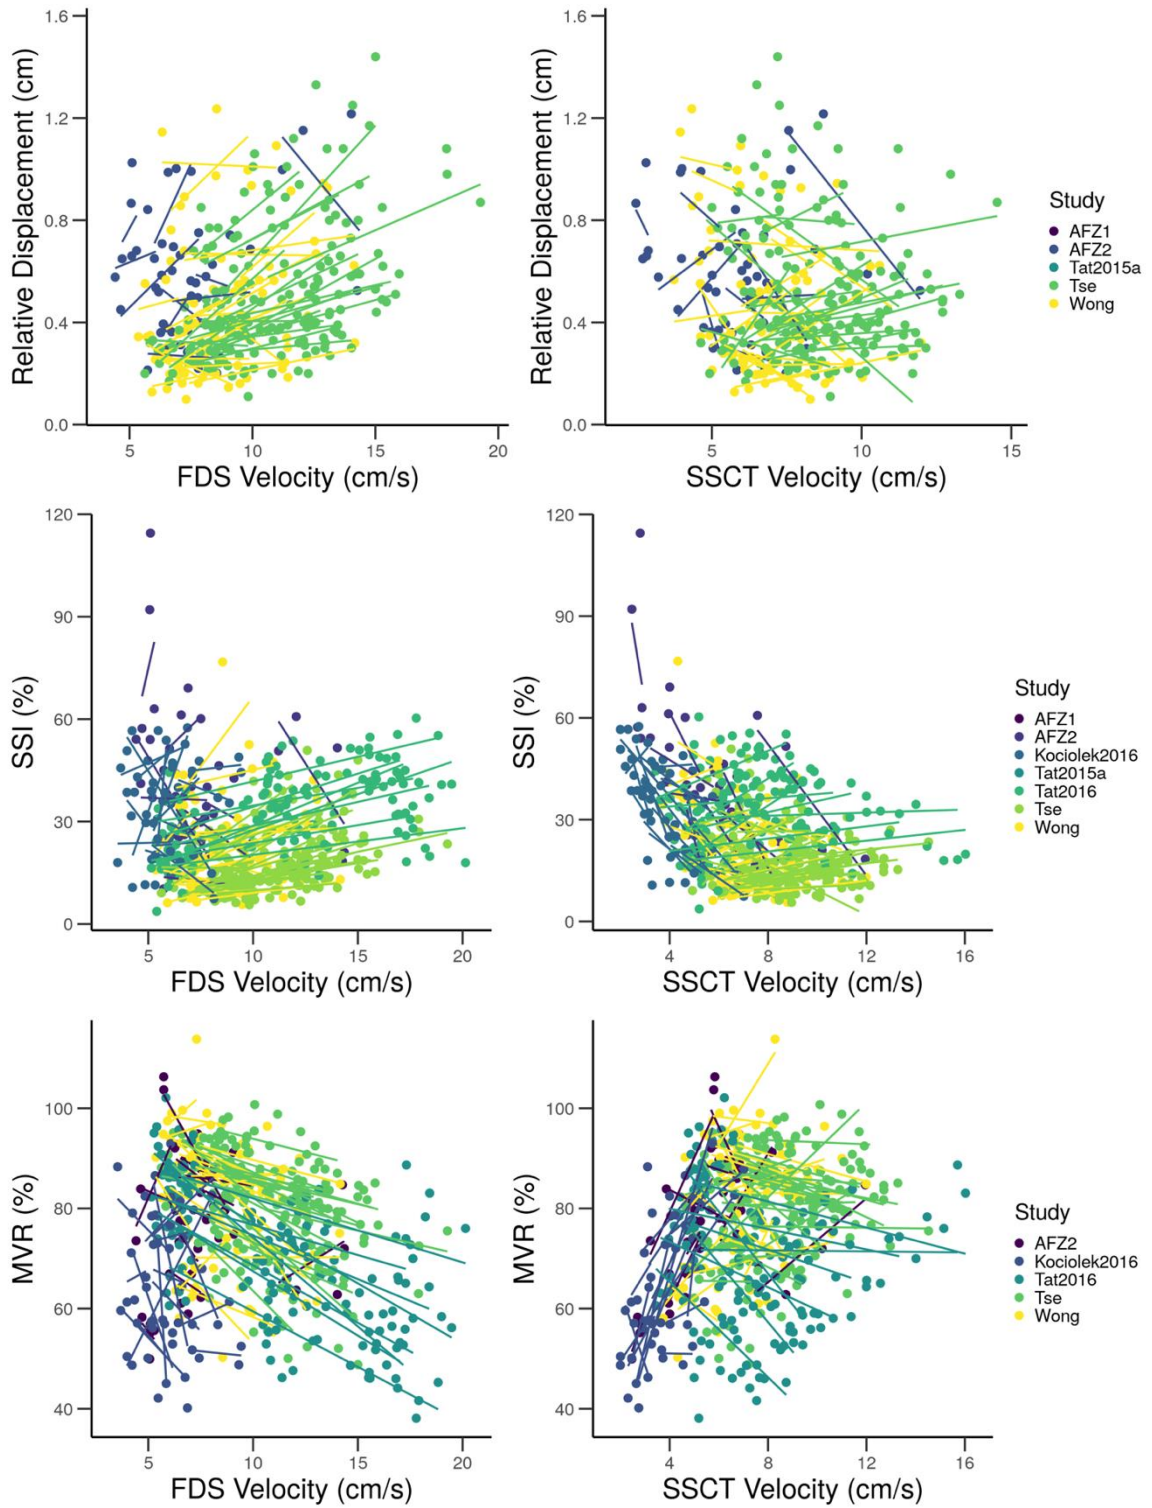 1.6
1.2
0.8
0.4
0.0
Relative Displacement (cm)
5 10 15 20
FDS Velocity (cm/s)
1.6
1.2
0.8
0.4
0.0
Relative Displacement (cm)
5 10 15
SSCT Velocity (cm/s)
Study
AFZ1
AFZ2
Tat2015a
Tse
Wong
120
90
60
30
0
SSI (%)
5 10 15 20
FDS Velocity (cm/s)
120
90
60
30
0
SSI (%)
4 8 12 16
SSCT Velocity (cm/s)
Study
AFZ1
AFZ2
Kociolek2016
Tat2015a
Tat2016
Tse
Wong
100
80
60
40
MVR (%)
5 10 15 20
FDS Velocity (cm/s)
100
80
60
40
MVR (%)
4 8 12 16
SSCT Velocity (cm/s)
Study
AFZ2
Kociolek2016
Tat2016
Tse
Wong